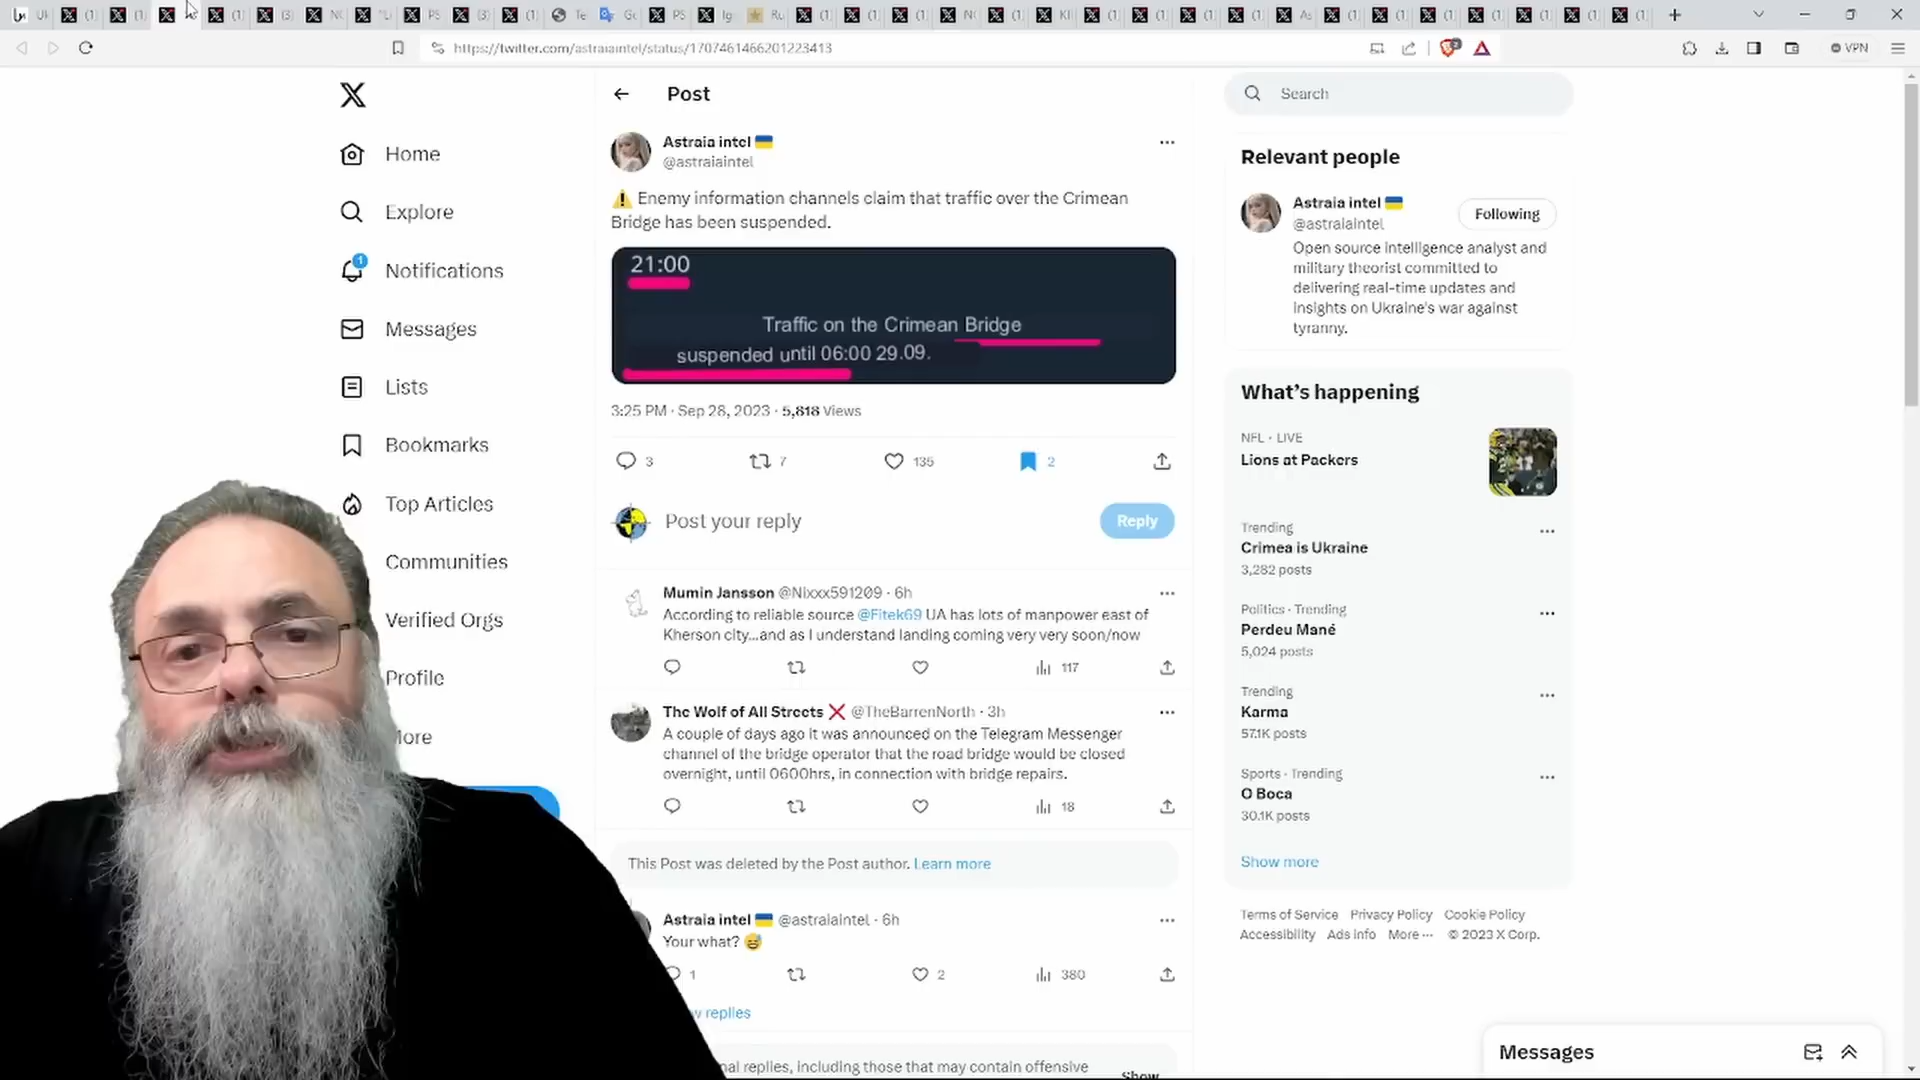 https://twitter.com/astraiaintel/status/1707461466201223413
VPN
Home
Explore
1
Notifications
Messages
Lists
Bookmarks
Top Articles
Communities
Verified Orgs
Profile
More
Post
Astraia intel
@astraiaintel
Enemy information channels claim that traffic over the Crimean
Bridge has been suspended.
21:00
Traffic on the Crimean Bridge
suspended until 06:00 29.09.
3:25 PM · Sep 28, 2023 · 5,818 Views
3
7
135
2
Post your reply
Reply
Mumin Jansson @Nixxx591209 · 6h
According to reliable source @Fitek69 UA has lots of manpower east of
Kherson city...and as I understand landing coming very very soon/now
117
The Wolf of All Streets @TheBarrenNorth · 3h
A couple of days ago it was announced on the Telegram Messenger
channel of the bridge operator that the road bridge would be closed
overnight, until 0600hrs, in connection with bridge repairs.
18
This Post was deleted by the Post author. Learn more
Astraia intel @astraiaintel · 6h
Your what?
1
2
380
replies
replies, including those that may contain offensive
Show
Search
Relevant people
Astraia intel
@astraiaintel
Following
Open source intelligence analyst and
military theorist committed to
delivering real-time updates and
insights on Ukraine's war against
tyranny.
What's happening
NFL · LIVE
Lions at Packers
Trending
Crimea is Ukraine
3,282 posts
Politics · Trending
Perdeu Mané
5,024 posts
Trending
Karma
57.1K posts
Sports · Trending
O Boca
30.1K posts
Show more
Terms of Service Privacy Policy Cookie Policy
Accessibility Ads info More ··· © 2023 X Corp.
Messages